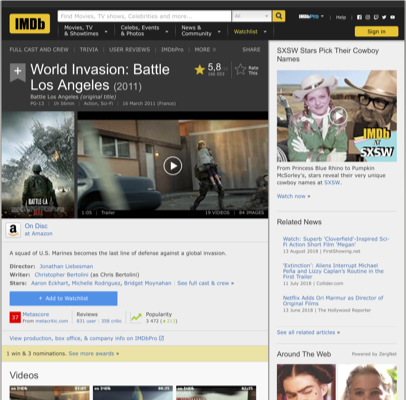 IMDb
Find Movies, TV shows, Celebrities and more...
All
IMDbPro
Help
Movies, TV & Showtimes
Celebs, Events & Photos
News & Community
Watchlist
Sign in
FULL CAST AND CREW | TRIVIA | USER REVIEWS | IMDbPro | MORE
SHARE
World Invasion: Battle
Los Angeles (2011)
Battle Los Angeles (original title)
PG-13 | 1h 56min | Action, Sci-Fi | 16 March 2011 (France)
5,8
Rate This
BATTLE: LA
1:05 | Trailer
19 VIDEOS | 84 IMAGES
On Disc
at Amazon
A squad of U.S. Marines becomes the last line of defense against a global invasion.
Director: Jonathan Liebesman
Writer: Christopher Bertolini (as Chris Bertolini)
Stars: Aaron Eckhart, Michelle Rodriguez, Bridget Moynahan | See full cast & crew »
+ Add to Watchlist
37
Metascore
From metacritic.com
Reviews
831 user | 398 critic
Popularity
3 472
View production, box office, & company info on IMDbPro
1 win & 3 nominations. See more awards »
Videos
SXSW Stars Pick Their Cowboy
Names
IMDb
AT
SXSW
From Princess Blue Rhino to Pumpkin
McSorley's, stars reveal their very unique
cowboy names at SXSW.
Watch now »
Related News
Watch: Superb 'Cloverfield'-Inspired Sci-
Fi Action Short Film 'Megan'
13 August 2018 | FirstShowing.net
'Extinction': Aliens Interrupt Michael
Peña and Lizzy Caplan's Routine in the
First Trailer
11 July 2018 | Collider.com
Netflix Adds On Marmur as Director of
Original Films
13 June 2018 | The Hollywood Reporter
See all related articles »
Around The Web
Powered by ZergNet